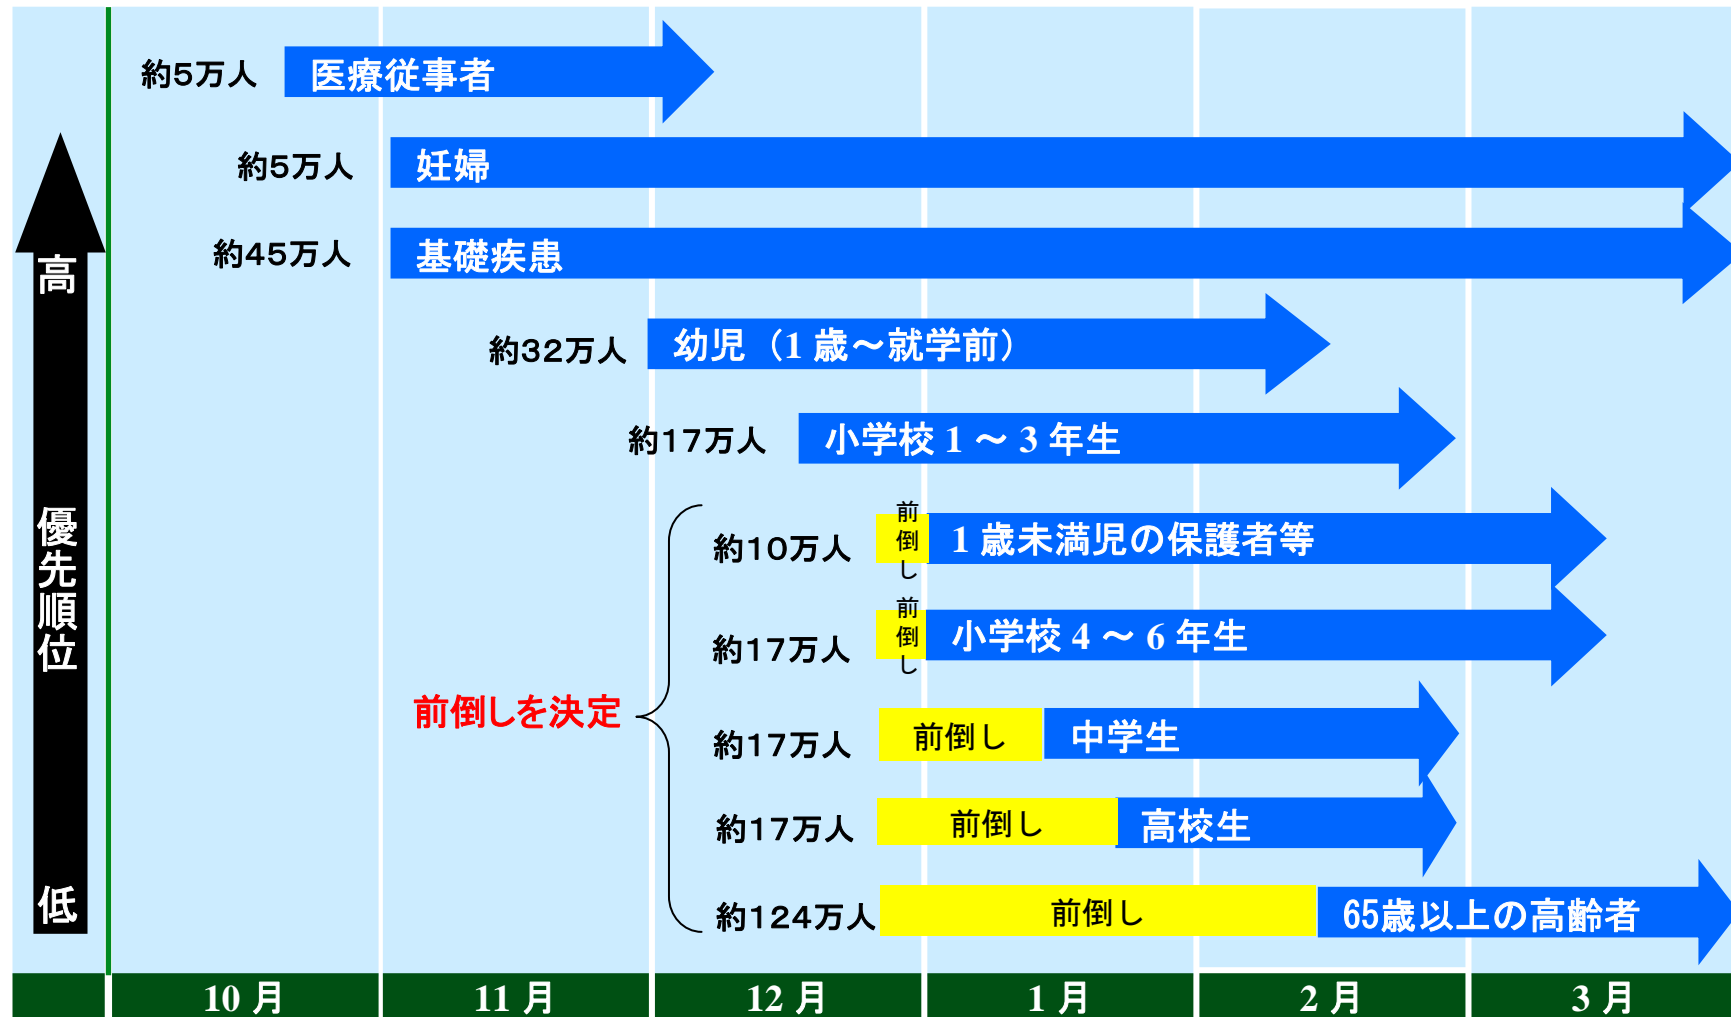 約5万人
医療従事者
約5万人
妊婦
約45万人
基礎疾患
約32万人
幼児（1歳～就学前）
約17万人
小学校1～3年生
約10万人
前倒し
1歳未満児の保護者等
約17万人
前倒し
小学校4～6年生
前倒しを決定
約17万人
前倒し
中学生
約17万人
前倒し
高校生
約124万人
前倒し
65歳以上の高齢者
高
優先順位
低
10月
11月
12月
1月
2月
3月